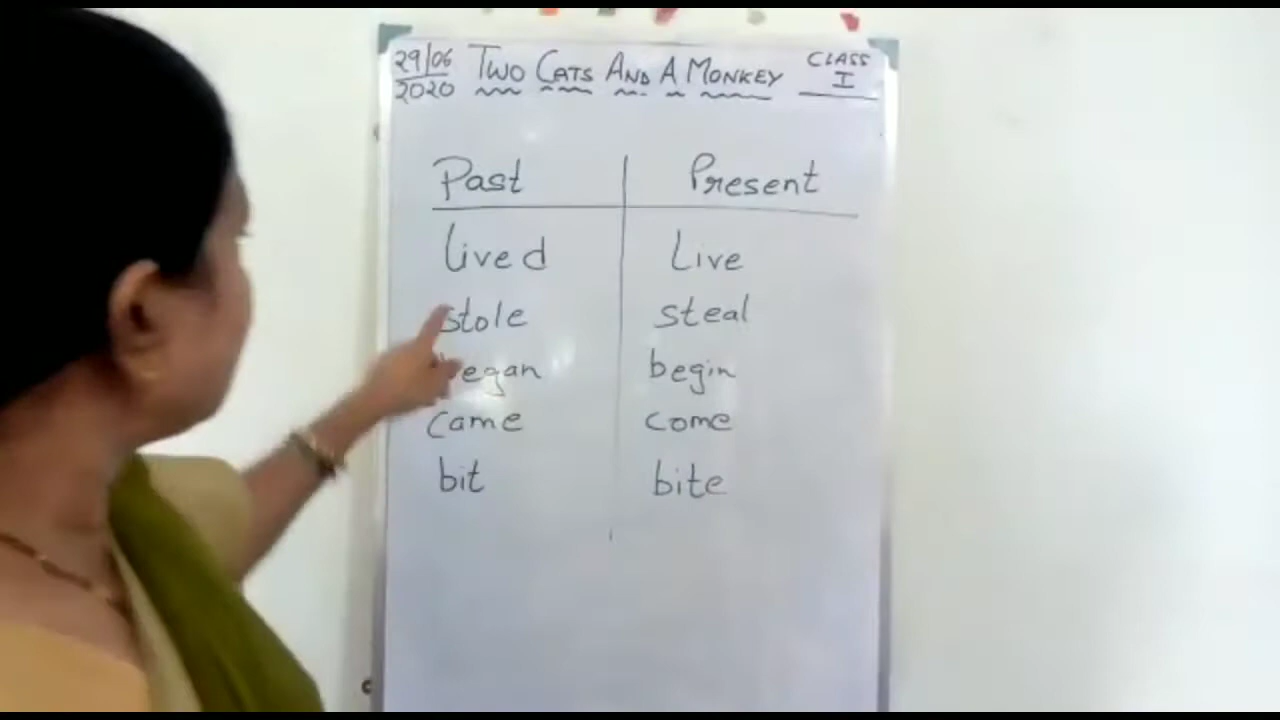 29/06 2020 TWO CATS AND A MONKEY CLASS I
Past Present
lived Live
stole steal
began begin
came come
bit bite